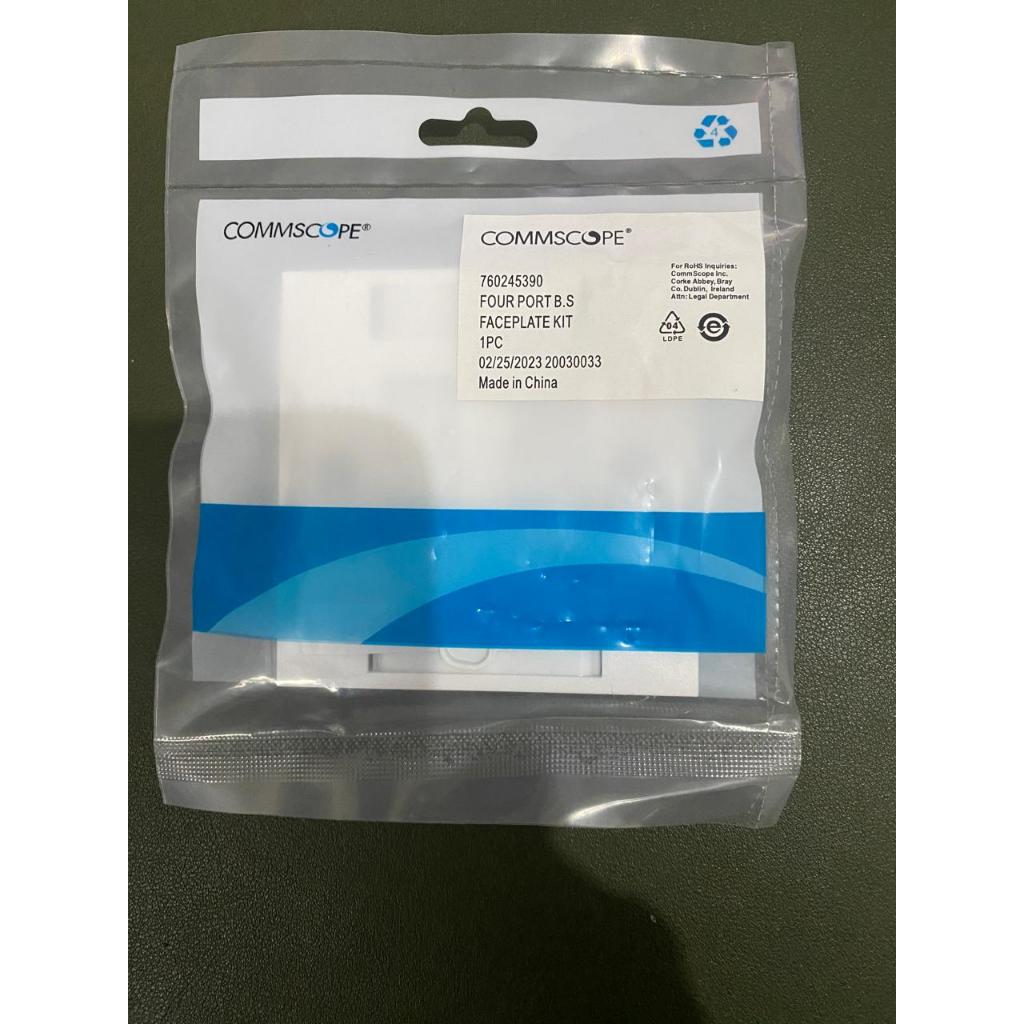 4
COMMSCOPE®
COMMSCOPE®
760245390
FOUR PORT B.S
FACEPLATE KIT
1PC
02/25/2023 20030033
Made in China
For RoHS Inquiries:
CommScope Inc.
Corke Abbey, Bray
Co. Dublin, Ireland
Attn: Legal Department
04
LDPE
e